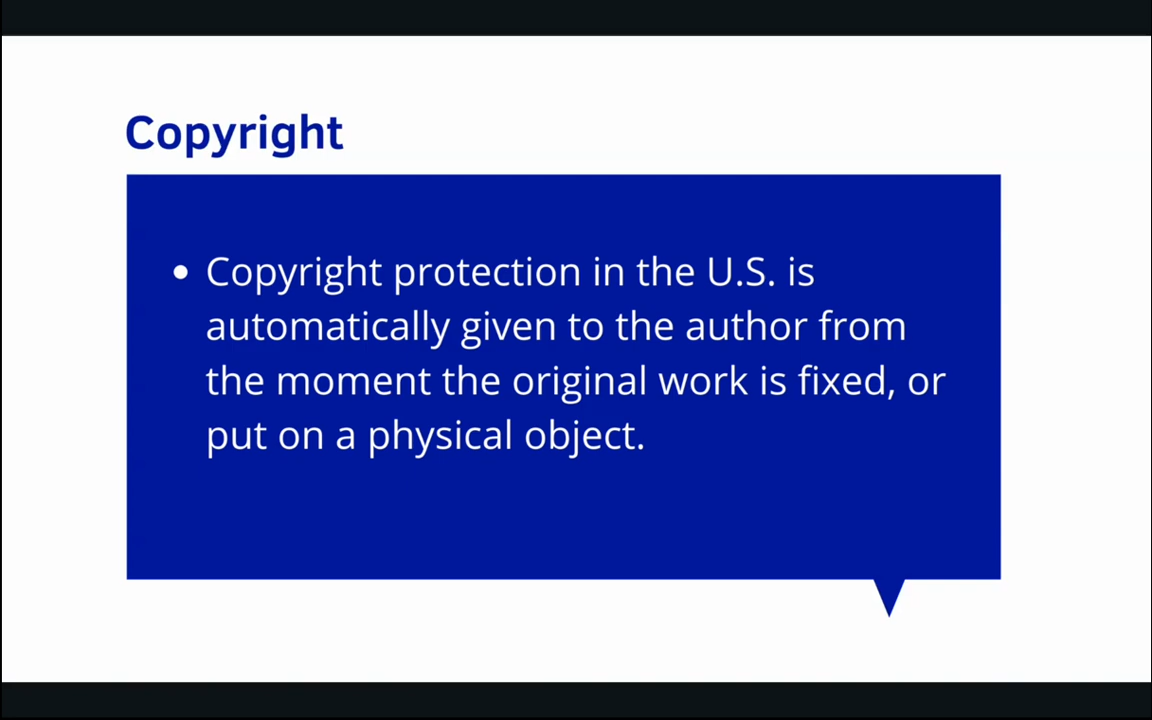 Copyright
• Copyright protection in the U.S. is
automatically given to the author from
the moment the original work is fixed, or
put on a physical object.